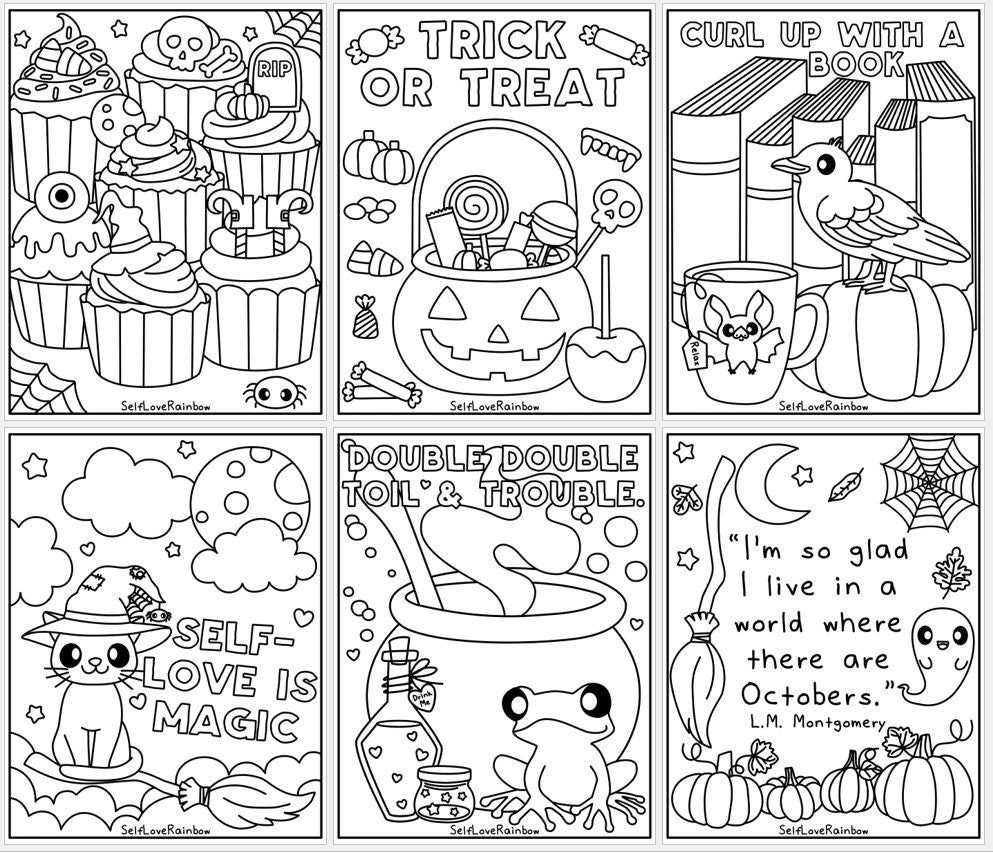 RIP
SelfLoveRainbow
TRICK
OR TREAT
SelfLoveRainbow
CURL UP WITH A
BOOK
Relax
SelfLoveRainbow
SELF-
LOVE IS
MAGIC
SelfLoveRainbow
DOUBLE DOUBLE
TOIL & TROUBLE.
Drink
Me
SelfLoveRainbow
“I'm so glad
I live in a
world where
there are
Octobers.”
L.M. Montgomery
SelfLoveRainbow